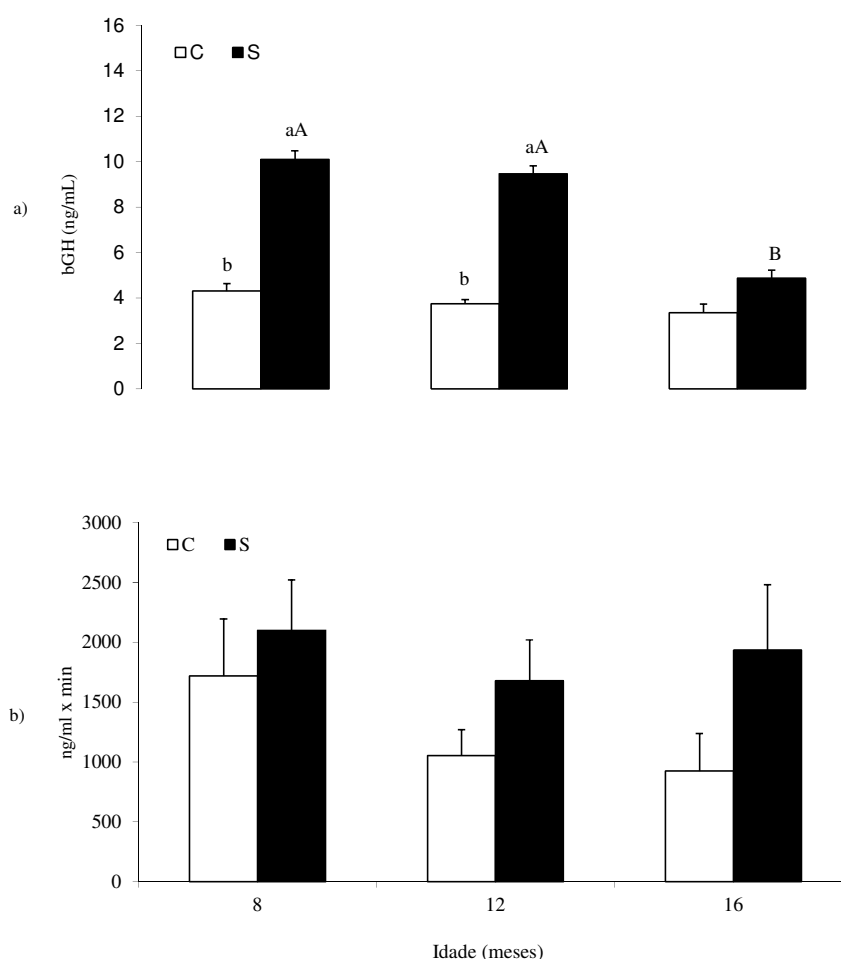 16
C S
14
12
aA
aA
10
a)
bGH (ng/mL)
8
6
b
b
B
4
2
0
3000
C S
2500
2000
b)
ng/ml x min
1500
1000
500
0
8 12 16
Idade (meses)